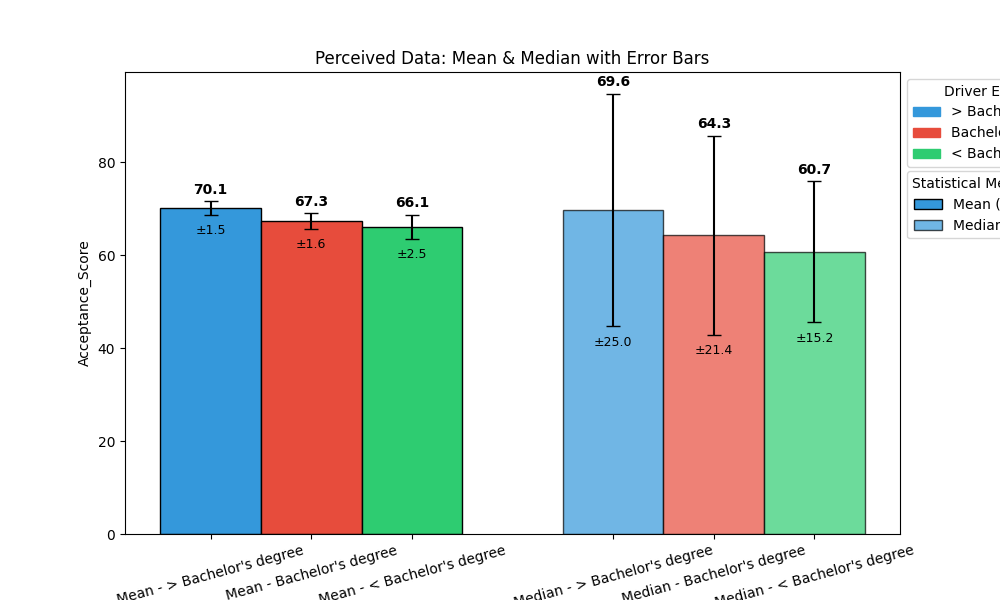 Perceived Data: Mean & Median with Error Bars
Acceptance_Score
80
60
40
20
0
70.1
±1.5
67.3
±1.6
66.1
±2.5
69.6
±25.0
64.3
±21.4
60.7
±15.2
Mean - > Bachelor's degree
Mean - Bachelor's degree
Mean - < Bachelor's degree
Median - > Bachelor's degree
Median - Bachelor's degree
Median - < Bachelor's degree
Driver E
> Bach
Bachel
< Bach
Statistical Me
Mean (
Median